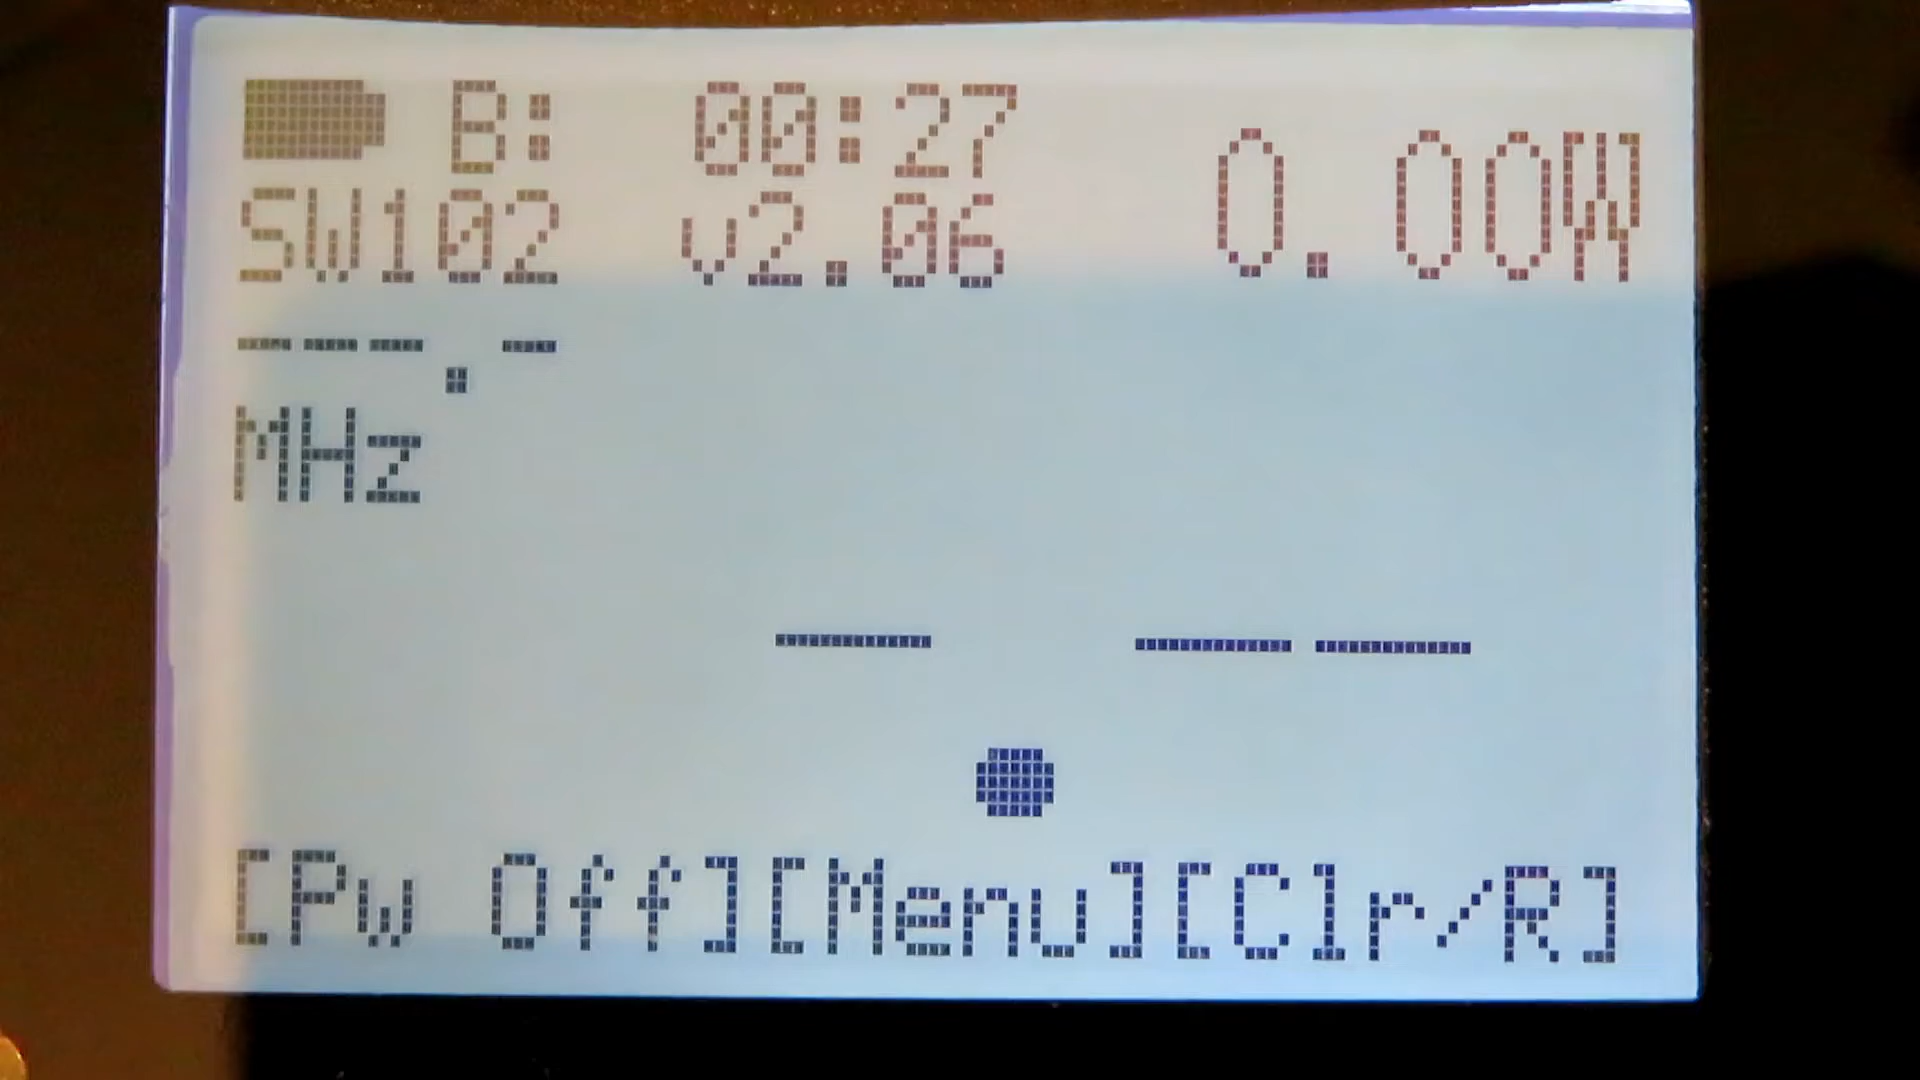 B: 00:27
SW102 v2.06 0.00W
---.-
MHz
-.--
[Pw Off][Menu][Clr/R]